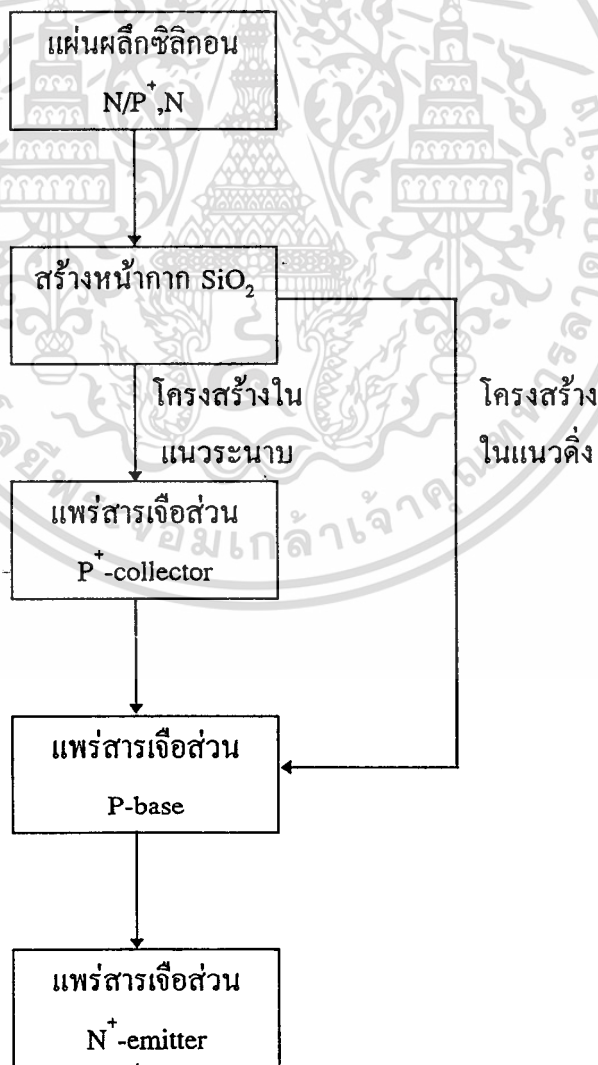 แผ่นผลึกซิลิกอน
N/P⁺,N
สร้างหน้ากาก SiO₂
โครงสร้างใน
แนวระนาบ
โครงสร้าง
ในแนวดิ่ง
แพร่สารเจือส่วน
P⁺-collector
แพร่สารเจือส่วน
P-base
แพร่สารเจือส่วน
N⁺-emitter